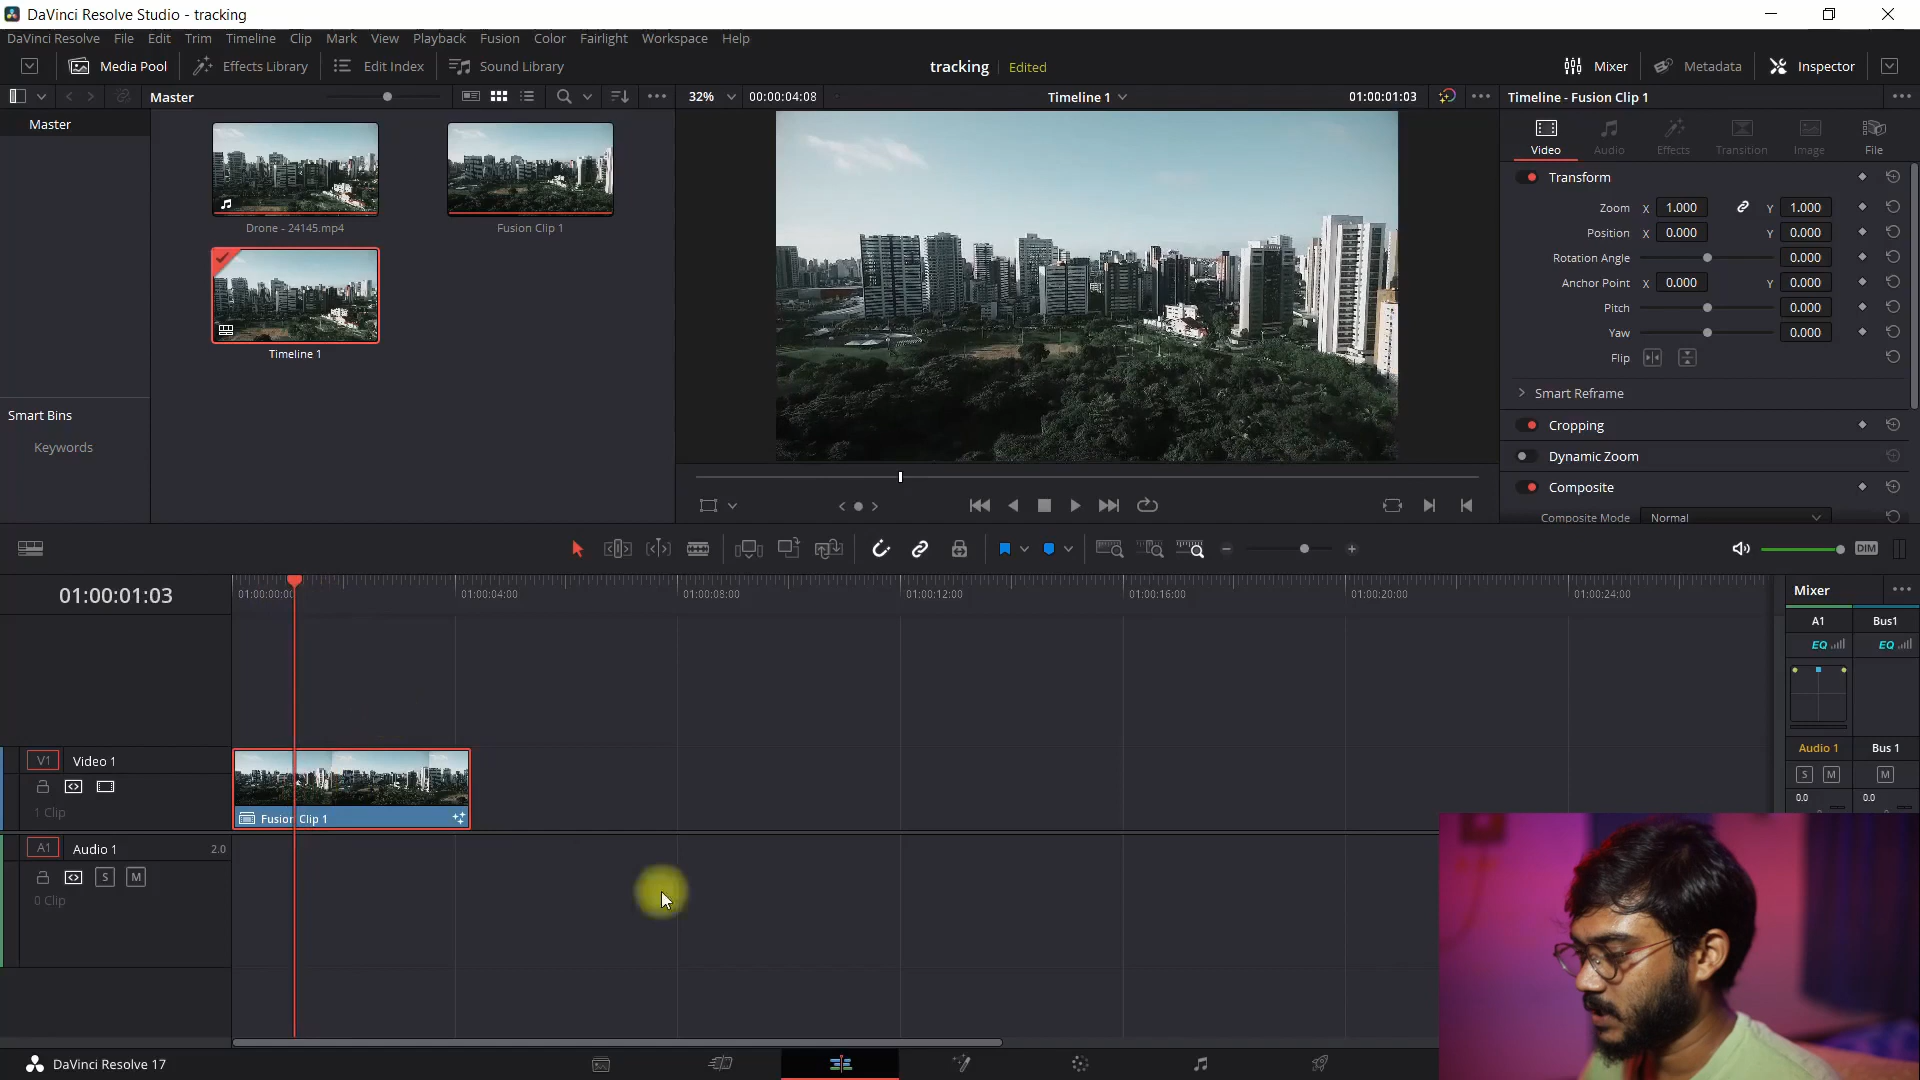 DaVinci Resolve Studio - tracking
DaVinci Resolve File Edit Trim Timeline Clip Mark View Playback Fusion Color Fairlight Workspace Help
Media Pool Effects Library Edit Index Sound Library tracking Edited Mixer Metadata Inspector
Master 32% 00:00:04:08 Timeline 1 01:00:01:03 Timeline - Fusion Clip 1
Master
Drone - 24145.mp4 Fusion Clip 1
Timeline 1
Smart Bins
Keywords
Video Audio Effects Transition Image File
Transform
Zoom X 1.000 Y 1.000
Position X 0.000 Y 0.000
Rotation Angle 0.000
Anchor Point X 0.000 Y 0.000
Pitch 0.000
Yaw 0.000
Flip
Smart Reframe
Cropping
Dynamic Zoom
Composite
Composite Mode Normal
DIM
01:00:01:03 01:00:00:00 01:00:04:00 01:00:08:00 01:00:12:00 01:00:16:00 01:00:20:00 01:00:24:00
V1 Video 1
1 Clip
Fusion Clip 1
A1 Audio 1 2.0
S M
0 Clip
Mixer
A1 Bus1
EQ EQ
Audio 1 Bus 1
S M M
0.0 0.0
DaVinci Resolve 17